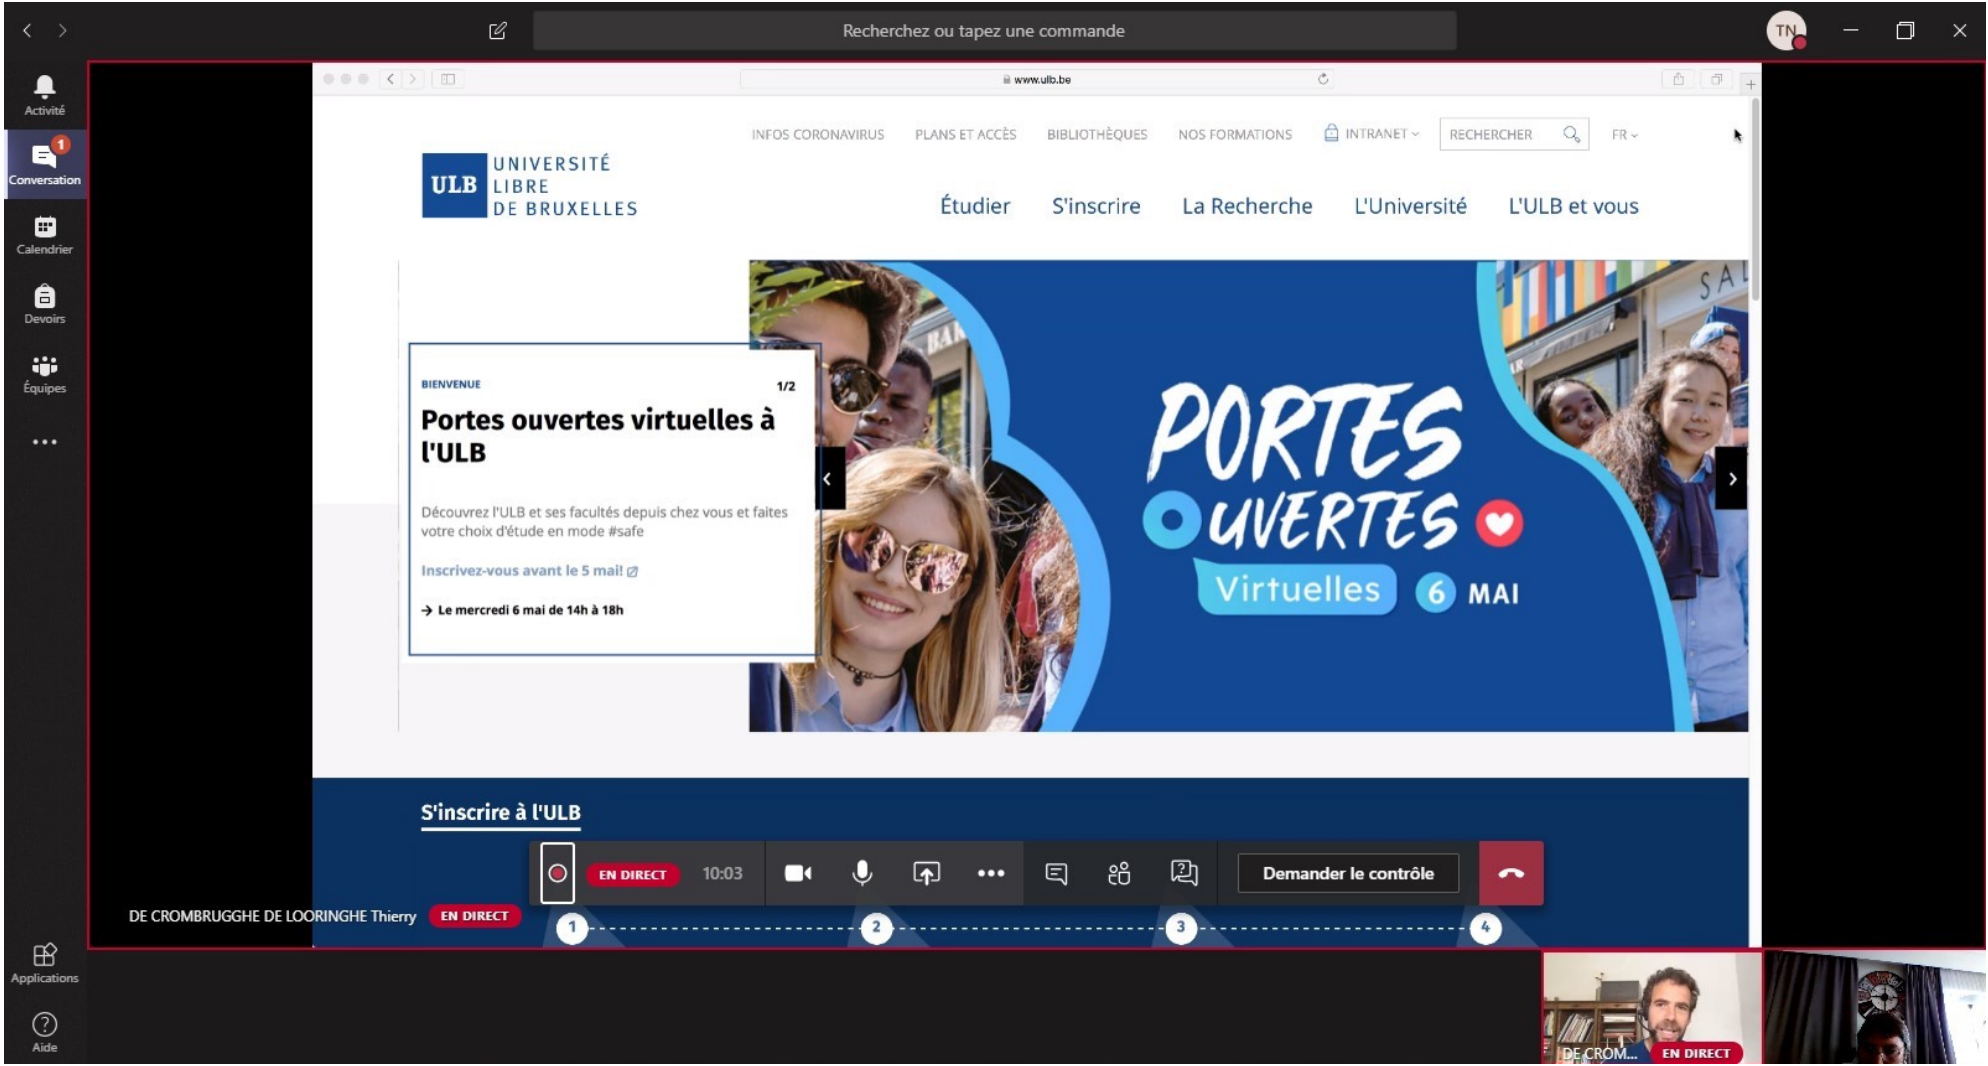 Recherchez ou tapez une commande
TN
Activité
1
Conversation
Calendrier
Devoirs
Équipes
Applications
Aide
www.ulb.be
INFOS CORONAVIRUS PLANS ET ACCÈS BIBLIOTHÈQUES NOS FORMATIONS INTRANET RECHERCHER FR
ULB
UNIVERSITÉ
LIBRE
DE BRUXELLES
Étudier S'inscrire La Recherche L'Université L'ULB et vous
BIENVENUE 1/2
Portes ouvertes virtuelles à
l'ULB
Découvrez l'ULB et ses facultés depuis chez vous et faites
votre choix d'étude en mode #safe
Inscrivez-vous avant le 5 mai!
→ Le mercredi 6 mai de 14h à 18h
PORTES
OUVERTES
Virtuelles 6 MAI
S'inscrire à l'ULB
EN DIRECT 10:03 Demander le contrôle
DE CROMBRUGGHE DE LOORINGHE Thierry EN DIRECT
1 2 3 4
DE CROM... EN DIRECT